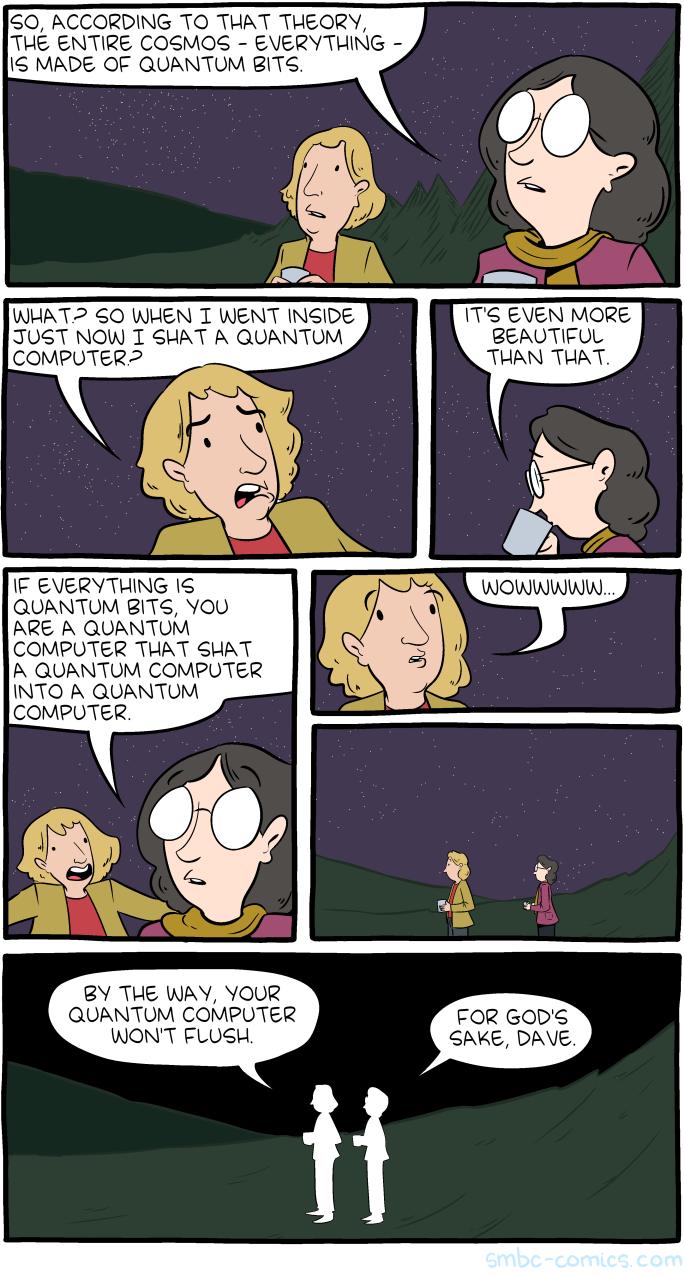 SO, ACCORDING TO THAT THEORY,
THE ENTIRE COSMOS - EVERYTHING -
IS MADE OF QUANTUM BITS.
WHAT? SO WHEN I WENT INSIDE
JUST NOW I SHAT A QUANTUM
COMPUTER?
IT'S EVEN MORE
BEAUTIFUL
THAN THAT.
IF EVERYTHING IS
QUANTUM BITS, YOU
ARE A QUANTUM
COMPUTER THAT SHAT
A QUANTUM COMPUTER
INTO A QUANTUM
COMPUTER.
WOWWWWW...
BY THE WAY, YOUR
QUANTUM COMPUTER
WON'T FLUSH.
FOR GOD'S
SAKE, DAVE.
smbc-comics.com